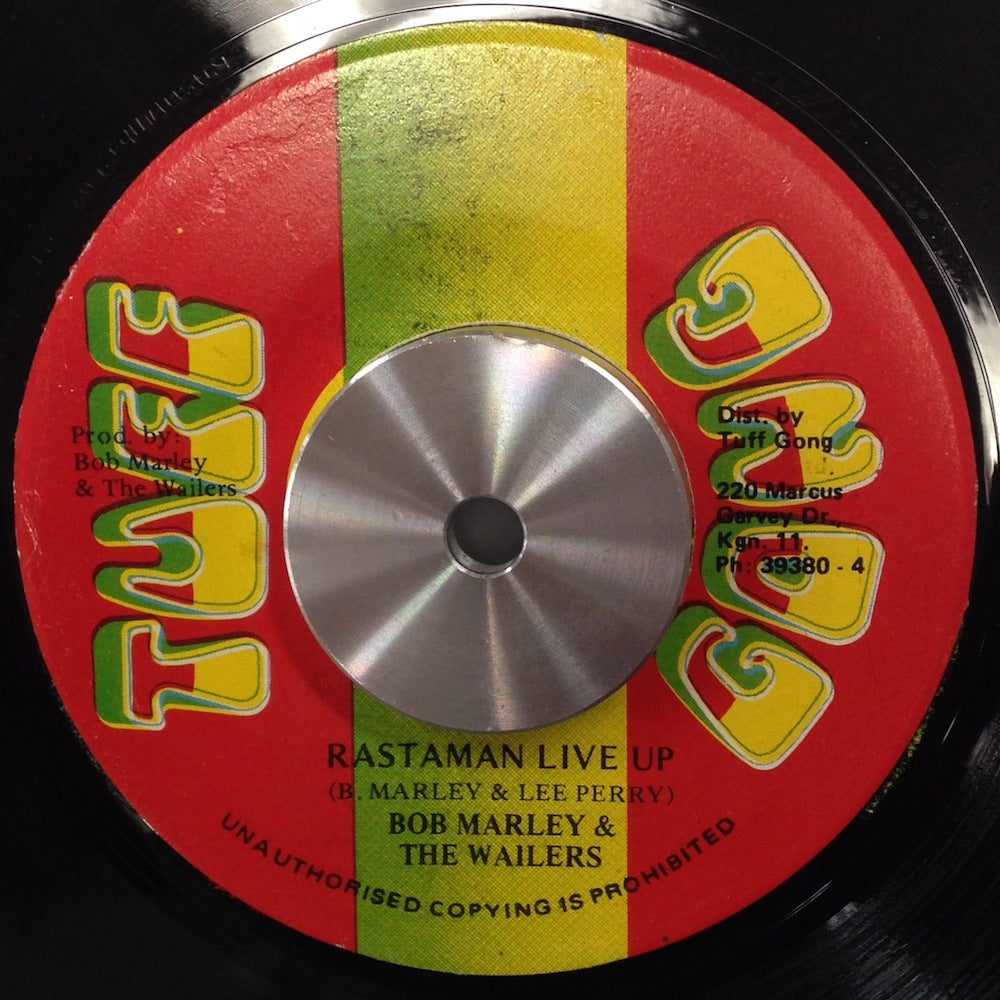 TUFF
GONG
Prod. by:
Bob Marley
& The Wailers
Dist. by
Tuff Gong
220 Marcus
Garvey Dr.,
Kgn. 11.
Ph: 39380 - 4
RASTAMAN LIVE UP
(B. MARLEY & LEE PERRY)
BOB MARLEY &
THE WAILERS
UNAUTHORISED COPYING IS PROHIBITED